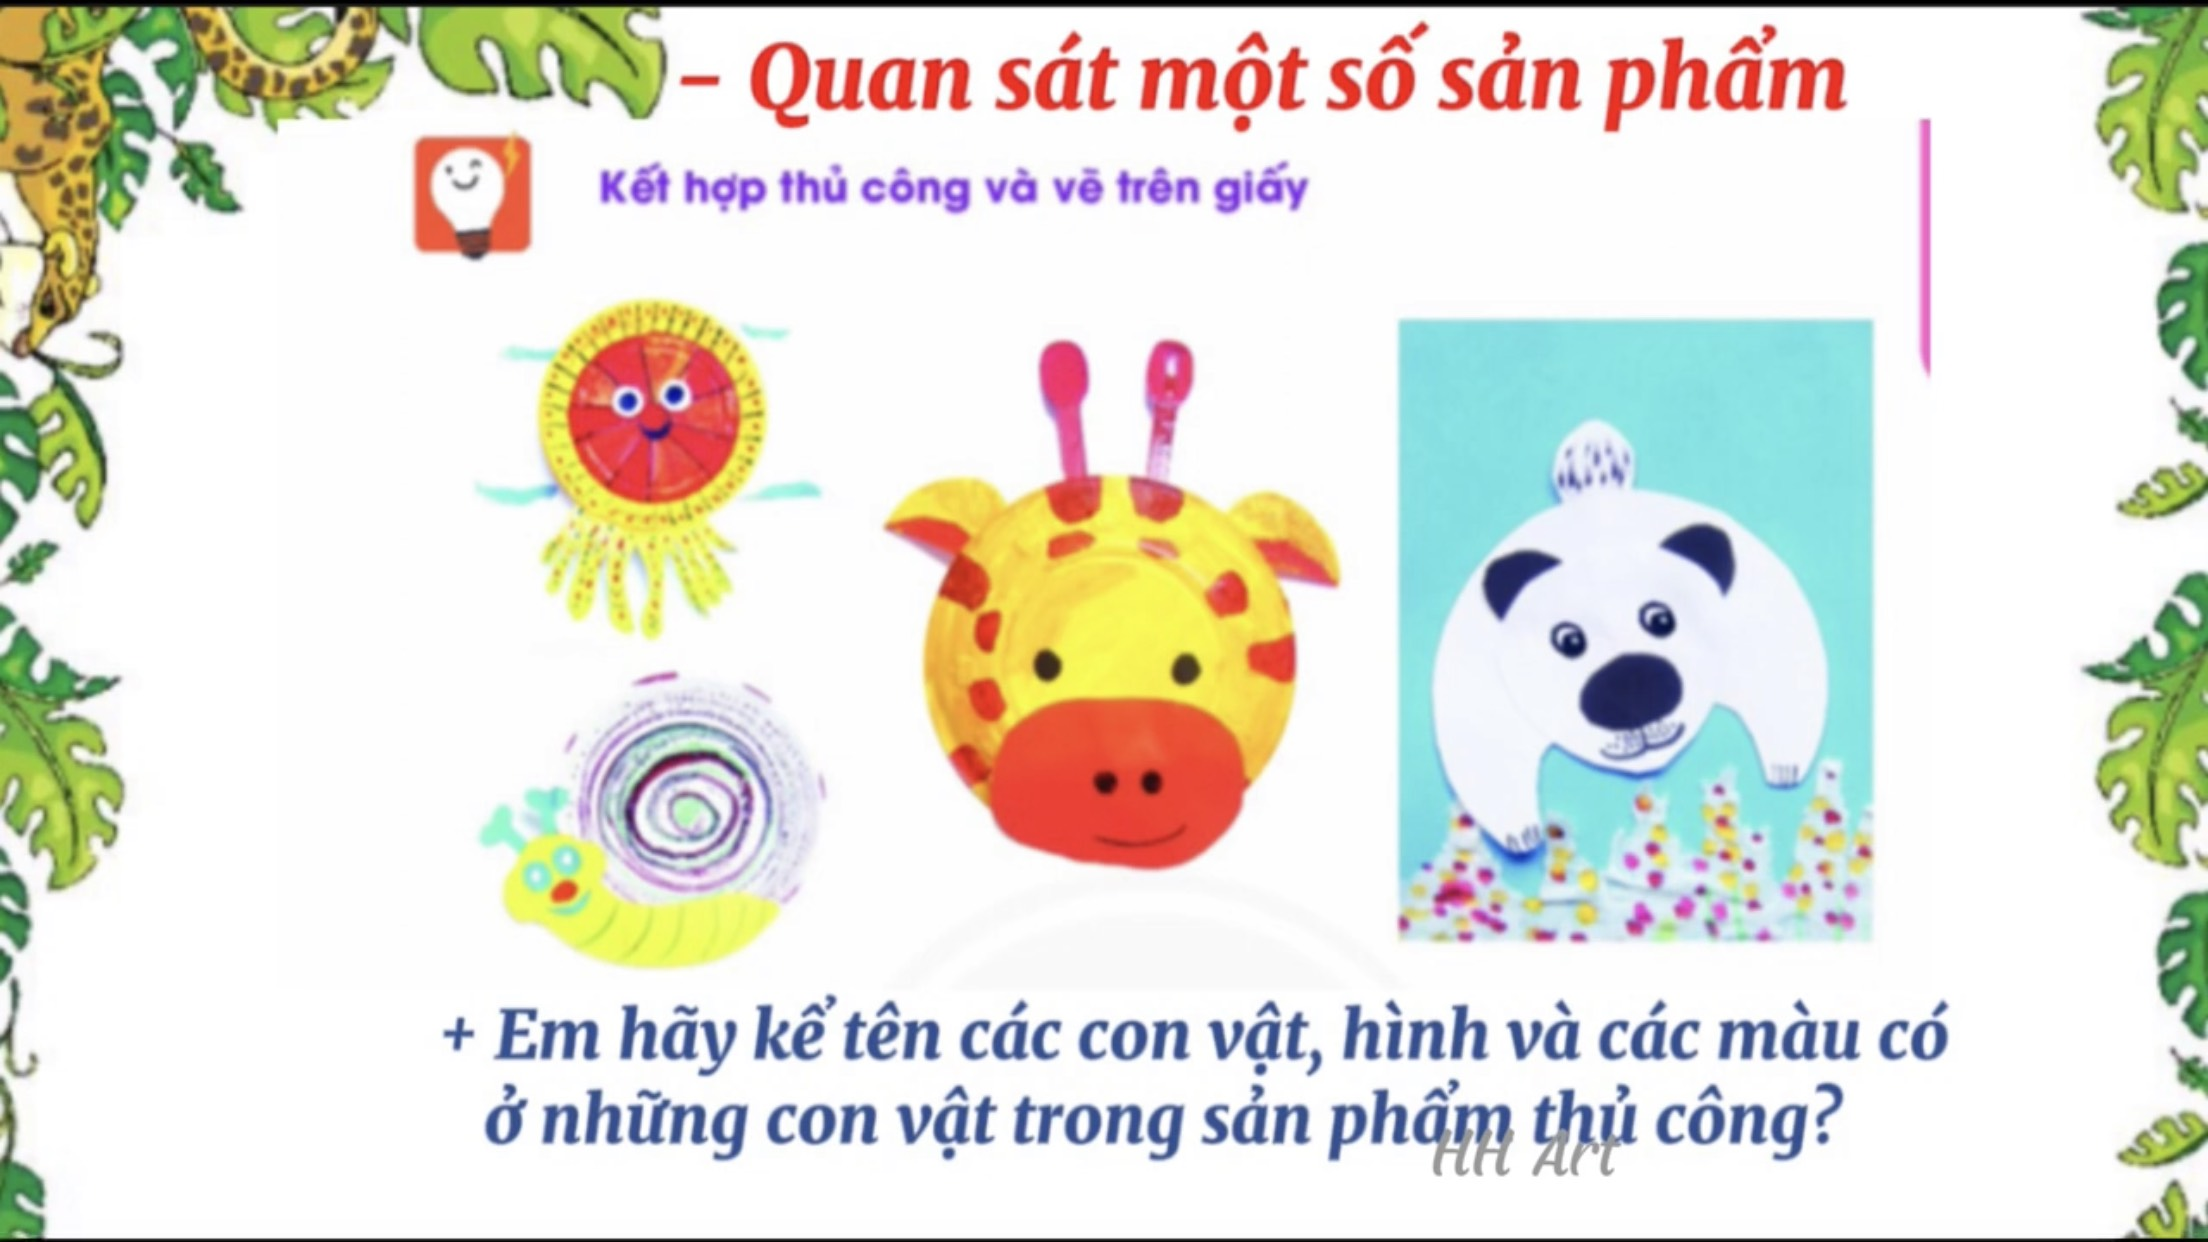 – Quan sát một số sản phẩm
Kết hợp thủ công và vẽ trên giấy
+ Em hãy kể tên các con vật, hình và các màu có
ở những con vật trong sản phẩm thủ công?
HH Art